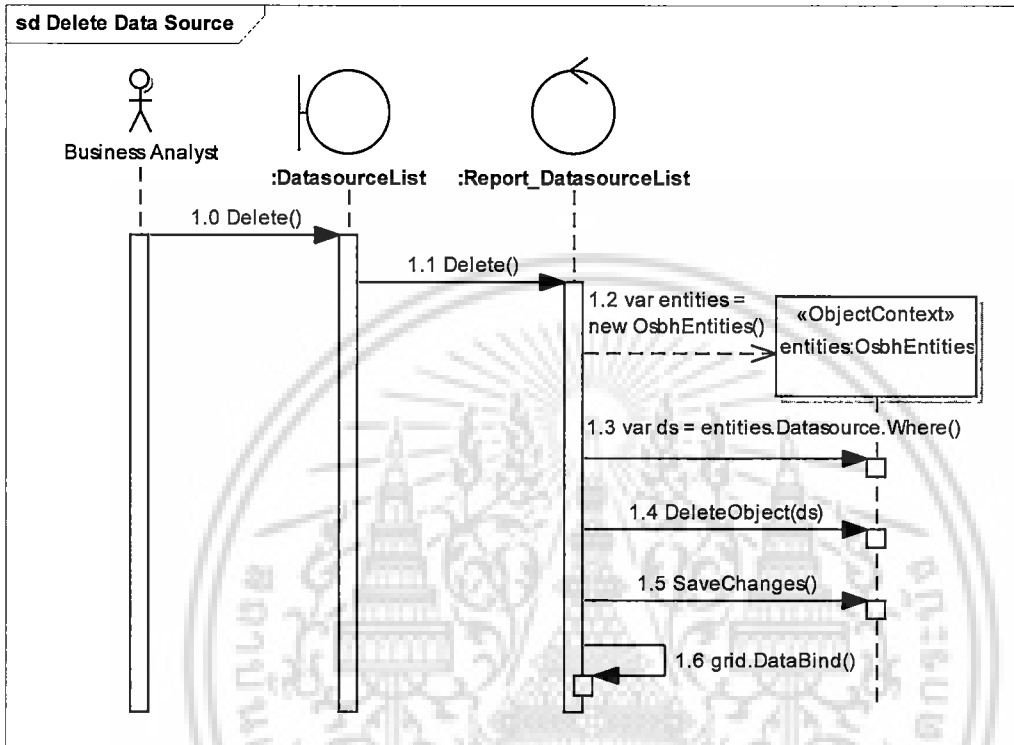 sd Delete Data Source
Business Analyst
:DatasourceList
:Report_DatasourceList
1.0 Delete()
1.1 Delete()
1.2 var entities =
new OsbhEntities()
«ObjectContext»
entities:OsbhEntities
1.3 var ds = entities.Datasource.Where()
1.4 DeleteObject(ds)
1.5 SaveChanges()
1.6 grid.DataBind()